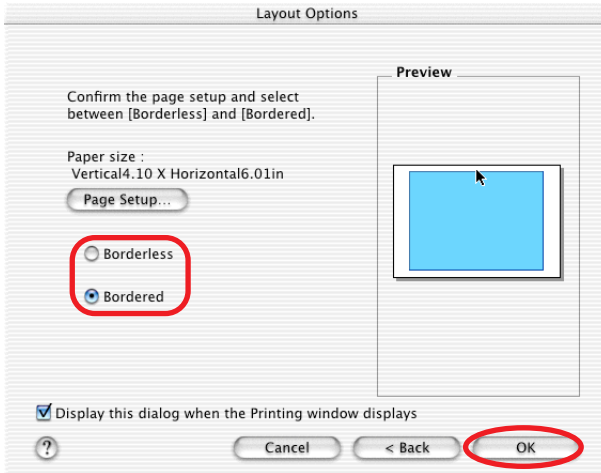 Layout Options
Preview
Confirm the page setup and select
between [Borderless] and [Bordered].
Paper size :
Vertical4.10 X Horizontal6.01in
Page Setup...
Borderless
Bordered
Display this dialog when the Printing window displays
?
Cancel
< Back
OK